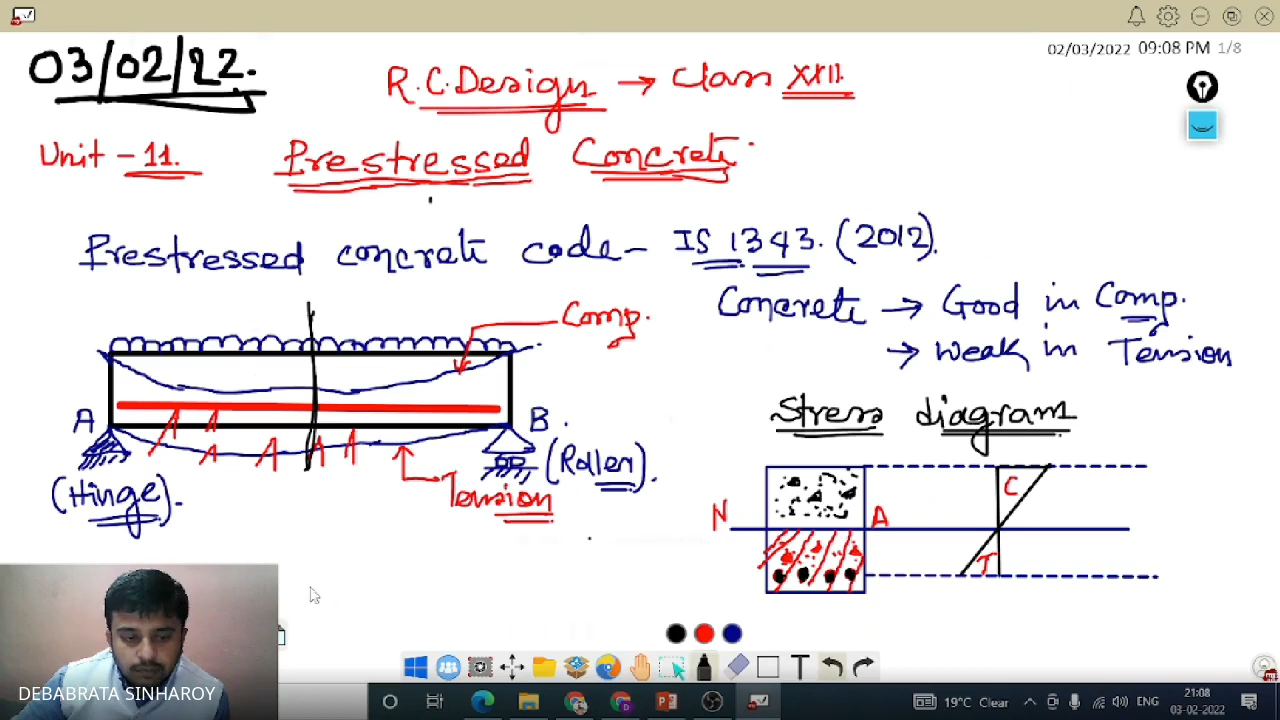 02/03/2022 09:08 PM 1/8
03/02/22.
R.C.Design → Class XXII.
Unit - 11. Prestressed Concrete.
Prestressed concrete code - IS 1343. (2012).
Concrete → Good in Comp.
→ weak in Tension
Comp.
Stress diagram
A B.
(Hinge). (Roller).
Tension
N A
C
T
DEBABRATA SINHAROY
T
19°C Clear
ENG
21:08
03-02-2022